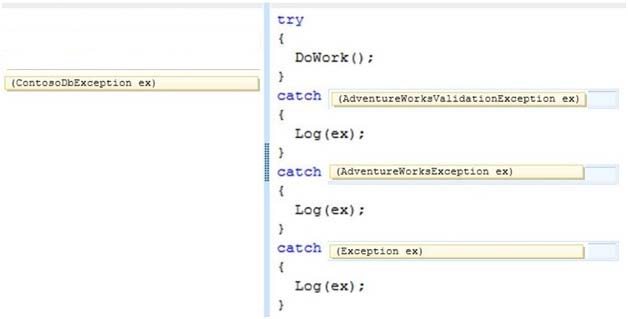 (ContosoDbException ex)
try
{
DoWork();
}
catch (AdventureWorksValidationException ex)
{
Log(ex);
}
catch (AdventureWorksException ex)
{
Log(ex);
}
catch (Exception ex)
{
Log(ex);
}